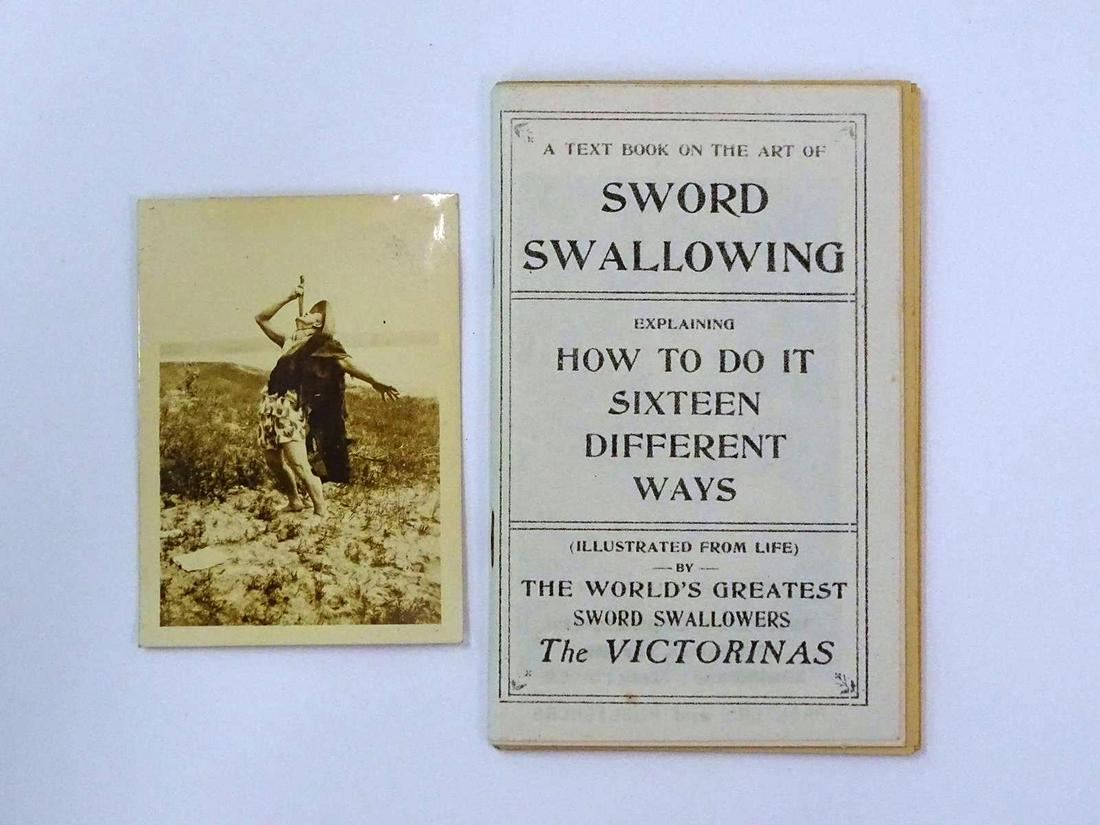 A TEXT BOOK ON THE ART OF
SWORD
SWALLOWING
EXPLAINING
HOW TO DO IT
SIXTEEN
DIFFERENT
WAYS
(ILLUSTRATED FROM LIFE)
— BY —
THE WORLD'S GREATEST
SWORD SWALLOWERS
The VICTORINAS